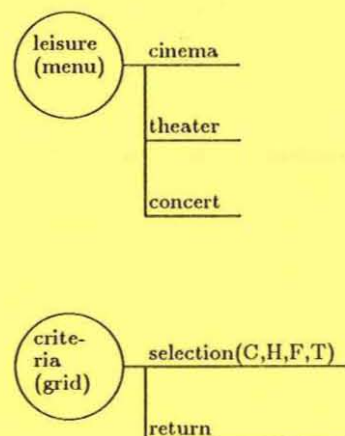 leisure
(menu)
cinema
theater
concert
crite-
ria
(grid)
selection(C,H,F,T)
return